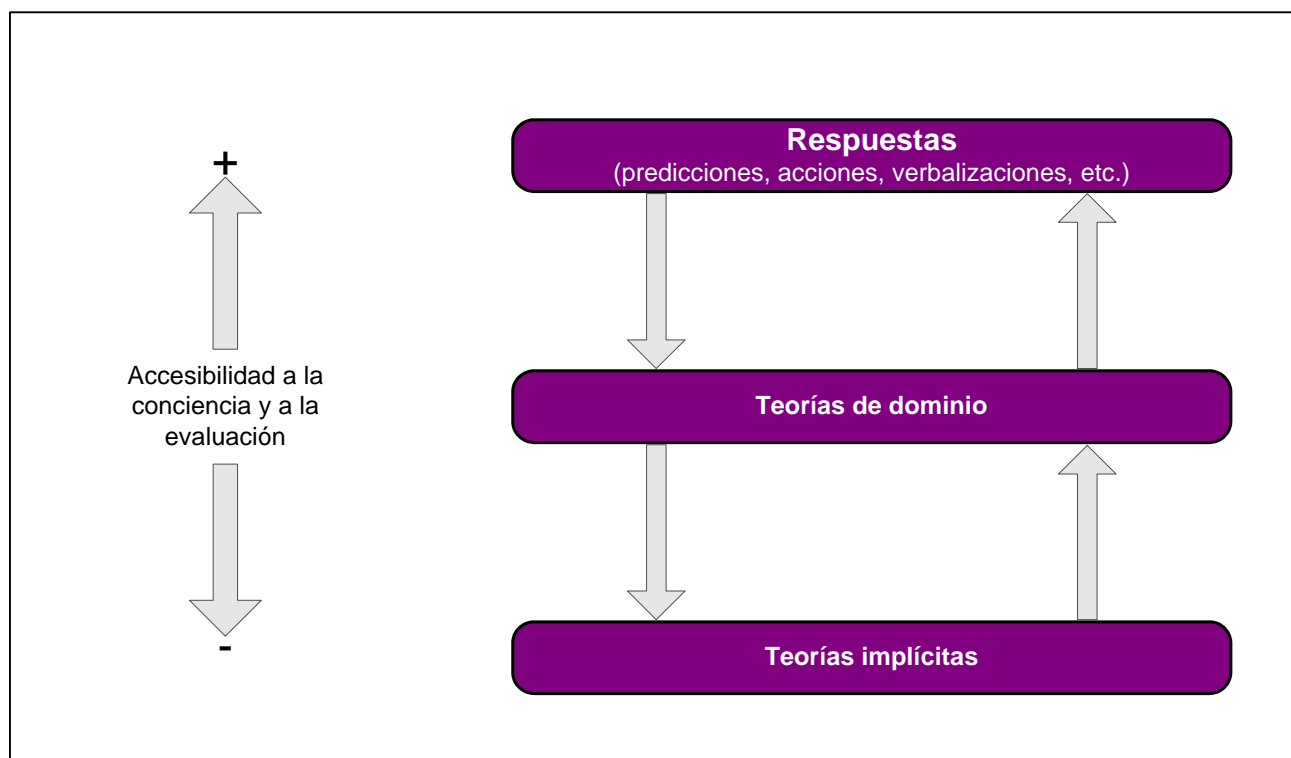 +
Accesibilidad a la
conciencia y a la
evaluación
-
Respuestas
(predicciones, acciones, verbalizaciones, etc.)
Teorías de dominio
Teorías implícitas